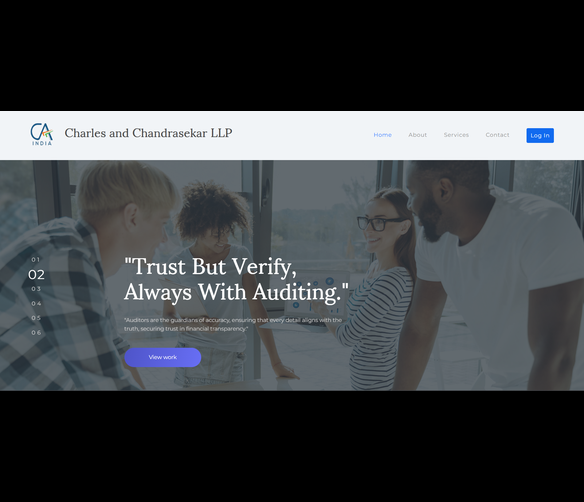 CA
INDIA
Charles and Chandrasekar LLP
Home
About
Services
Contact
Log In
01
02
03
04
05
06
"Trust But Verify,
Always With Auditing."
"Auditors are the guardians of accuracy, ensuring that every detail aligns with the
truth, securing trust in financial transparency."
View work